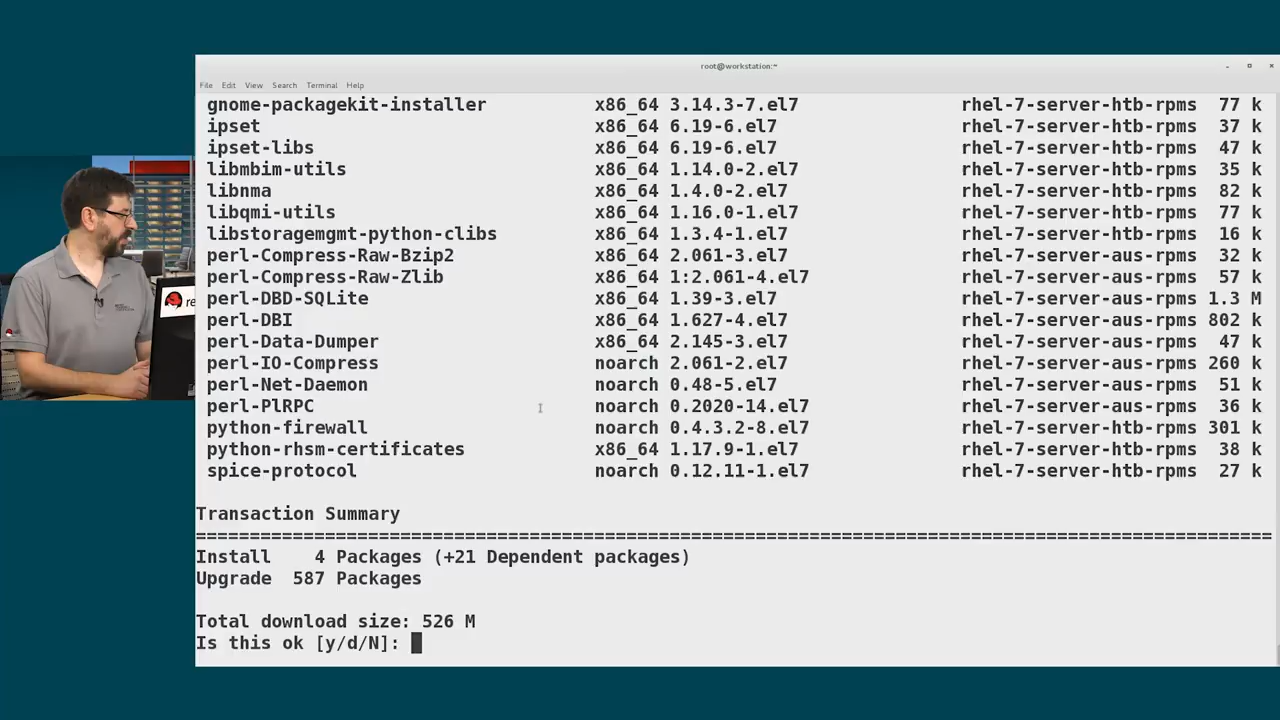 root@workstation:~
File Edit View Search Terminal Help
gnome-packagekit-installer x86_64 3.14.3-7.el7 rhel-7-server-htb-rpms 77 k
ipset x86_64 6.19-6.el7 rhel-7-server-htb-rpms 37 k
ipset-libs x86_64 6.19-6.el7 rhel-7-server-htb-rpms 47 k
libmbim-utils x86_64 1.14.0-2.el7 rhel-7-server-htb-rpms 35 k
libnma x86_64 1.4.0-2.el7 rhel-7-server-htb-rpms 82 k
libqmi-utils x86_64 1.16.0-1.el7 rhel-7-server-htb-rpms 77 k
libstoragemgmt-python-clibs x86_64 1.3.4-1.el7 rhel-7-server-htb-rpms 16 k
perl-Compress-Raw-Bzip2 x86_64 2.061-3.el7 rhel-7-server-aus-rpms 32 k
perl-Compress-Raw-Zlib x86_64 1:2.061-4.el7 rhel-7-server-aus-rpms 57 k
perl-DBD-SQLite x86_64 1.39-3.el7 rhel-7-server-aus-rpms 1.3 M
perl-DBI x86_64 1.627-4.el7 rhel-7-server-aus-rpms 802 k
perl-Data-Dumper x86_64 2.145-3.el7 rhel-7-server-aus-rpms 47 k
perl-IO-Compress noarch 2.061-2.el7 rhel-7-server-aus-rpms 260 k
perl-Net-Daemon noarch 0.48-5.el7 rhel-7-server-aus-rpms 51 k
perl-PlRPC noarch 0.2020-14.el7 rhel-7-server-aus-rpms 36 k
python-firewall noarch 0.4.3.2-8.el7 rhel-7-server-htb-rpms 301 k
python-rhsm-certificates x86_64 1.17.9-1.el7 rhel-7-server-htb-rpms 38 k
spice-protocol noarch 0.12.11-1.el7 rhel-7-server-htb-rpms 27 k
Transaction Summary
====================================================================================================
Install 4 Packages (+21 Dependent packages)
Upgrade 587 Packages
Total download size: 526 M
Is this ok [y/d/N]:
re